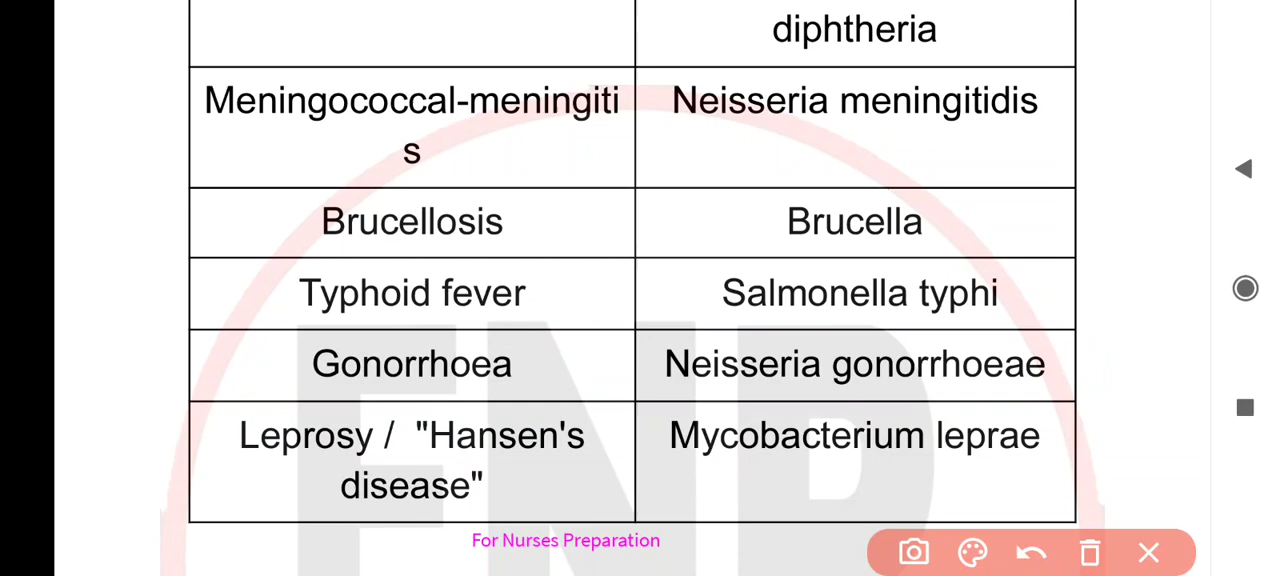 diphtheria
Meningococcal-meningiti
s
Neisseria meningitidis
Brucellosis
Brucella
Typhoid fever
Salmonella typhi
Gonorrhoea
Neisseria gonorrhoeae
Leprosy / "Hansen's
disease"
Mycobacterium leprae
FND
For Nurses Preparation